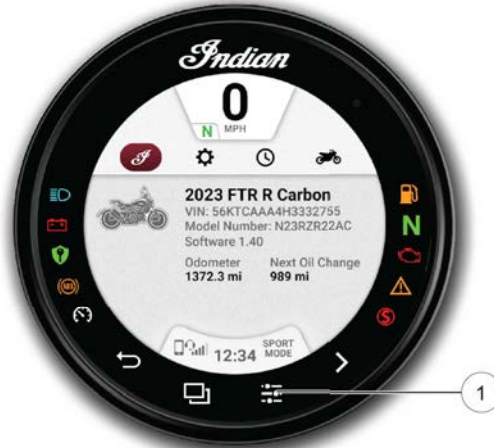 Indian
0
N MPH
2023 FTR R Carbon
VIN: 56KTCAAA4H3332755
Model Number: N23RZR22AC
Software 1.40
Odometer Next Oil Change
1372.3 mi 989 mi
ABS
N
S
12:34 SPORT MODE
1